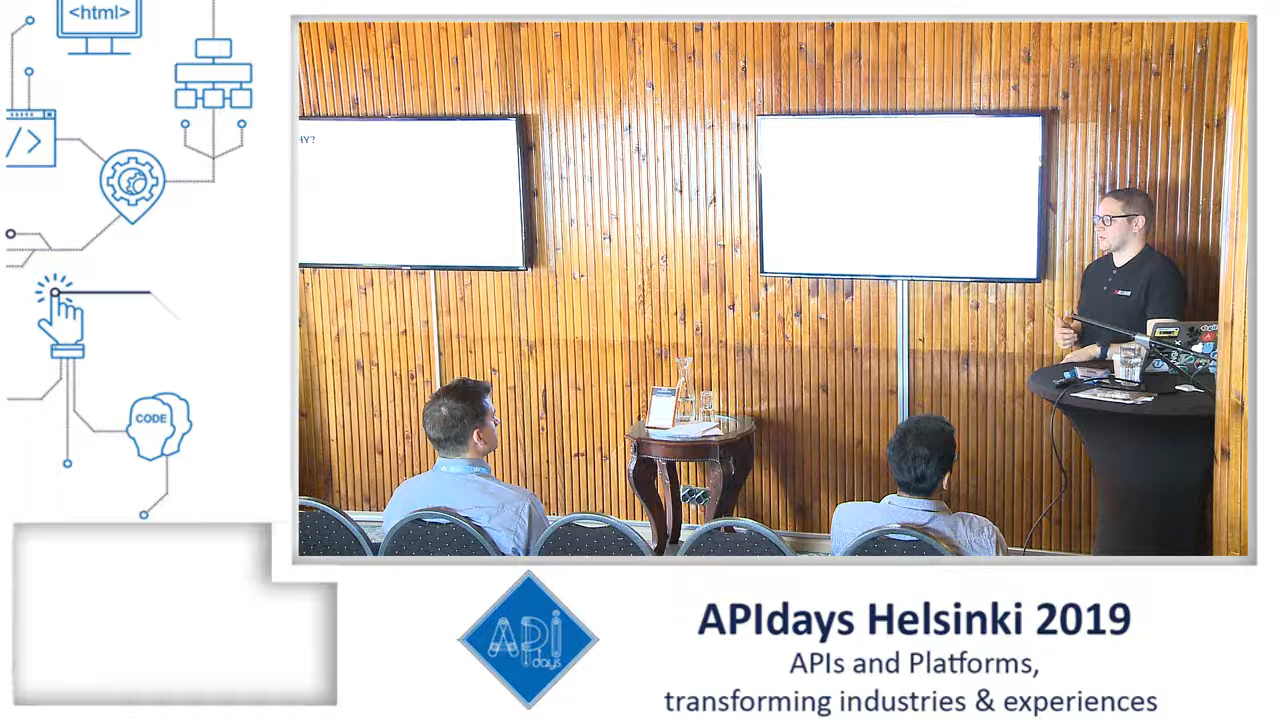 <html>
</>
CODE
HY?
API
days
APIdays Helsinki 2019
APIs and Platforms,
transforming industries & experiences